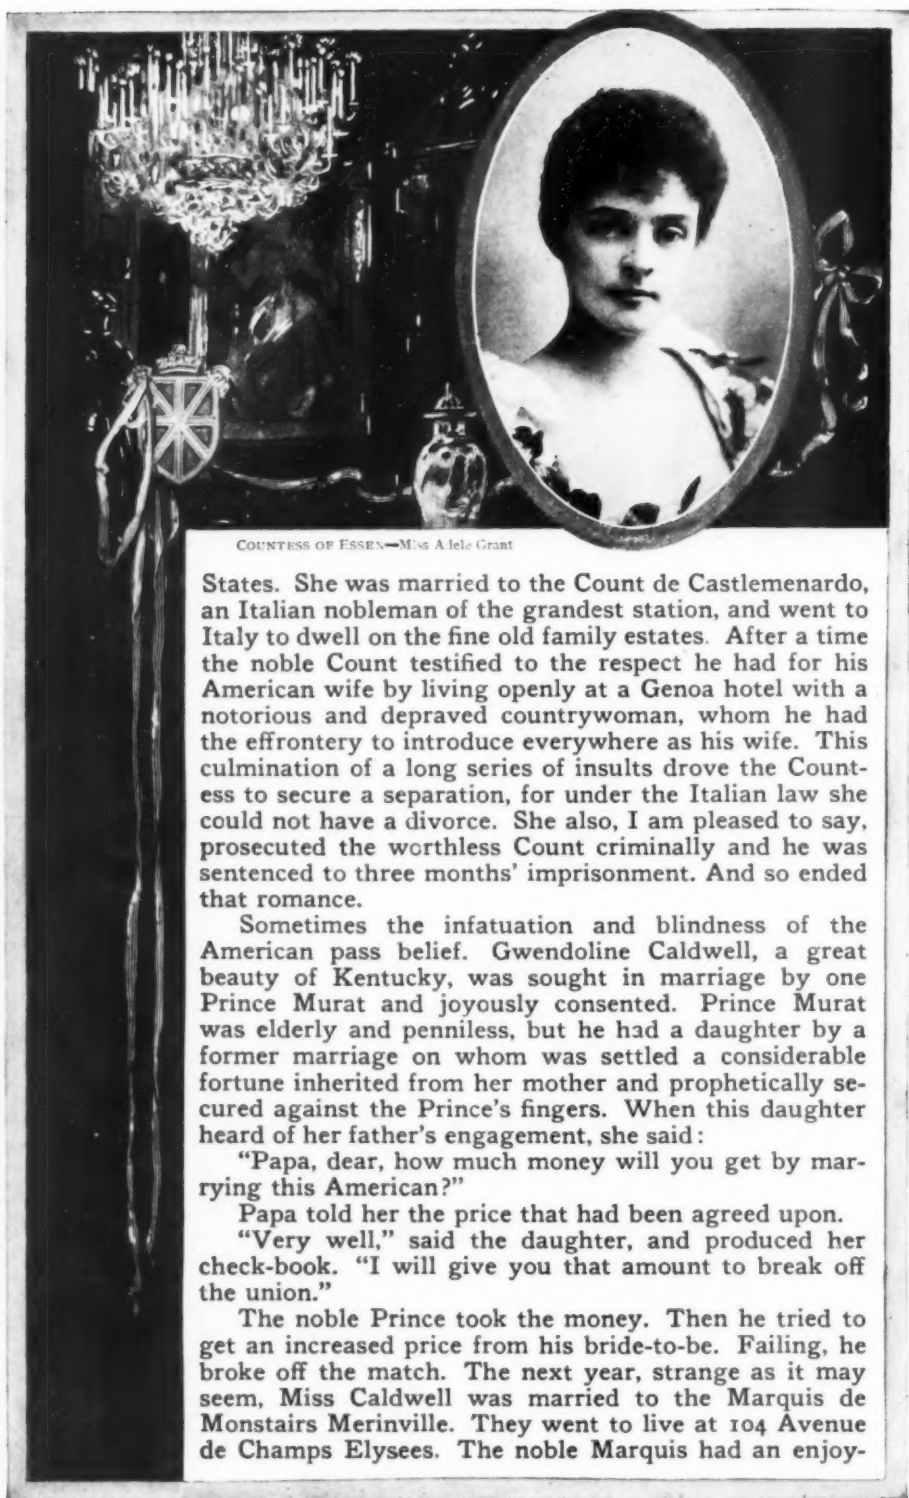 COUNTESS OF ESSEX—Miss Adele Grant
States. She was married to the Count de Castlemenardo,
an Italian nobleman of the grandest station, and went to
Italy to dwell on the fine old family estates. After a time
the noble Count testified to the respect he had for his
American wife by living openly at a Genoa hotel with a
notorious and depraved countrywoman, whom he had
the effrontery to introduce everywhere as his wife. This
culmination of a long series of insults drove the Count-
ess to secure a separation, for under the Italian law she
could not have a divorce. She also, I am pleased to say,
prosecuted the worthless Count criminally and he was
sentenced to three months' imprisonment. And so ended
that romance.
Sometimes the infatuation and blindness of the
American pass belief. Gwendoline Caldwell, a great
beauty of Kentucky, was sought in marriage by one
Prince Murat and joyously consented. Prince Murat
was elderly and penniless, but he had a daughter by a
former marriage on whom was settled a considerable
fortune inherited from her mother and prophetically se-
cured against the Prince's fingers. When this daughter
heard of her father's engagement, she said:
"Papa, dear, how much money will you get by mar-
rying this American?"
Papa told her the price that had been agreed upon.
"Very well," said the daughter, and produced her
check-book. "I will give you that amount to break off
the union."
The noble Prince took the money. Then he tried to
get an increased price from his bride-to-be. Failing, he
broke off the match. The next year, strange as it may
seem, Miss Caldwell was married to the Marquis de
Monstairs Merinville. They went to live at 104 Avenue
de Champs Elysees. The noble Marquis had an enjoy-